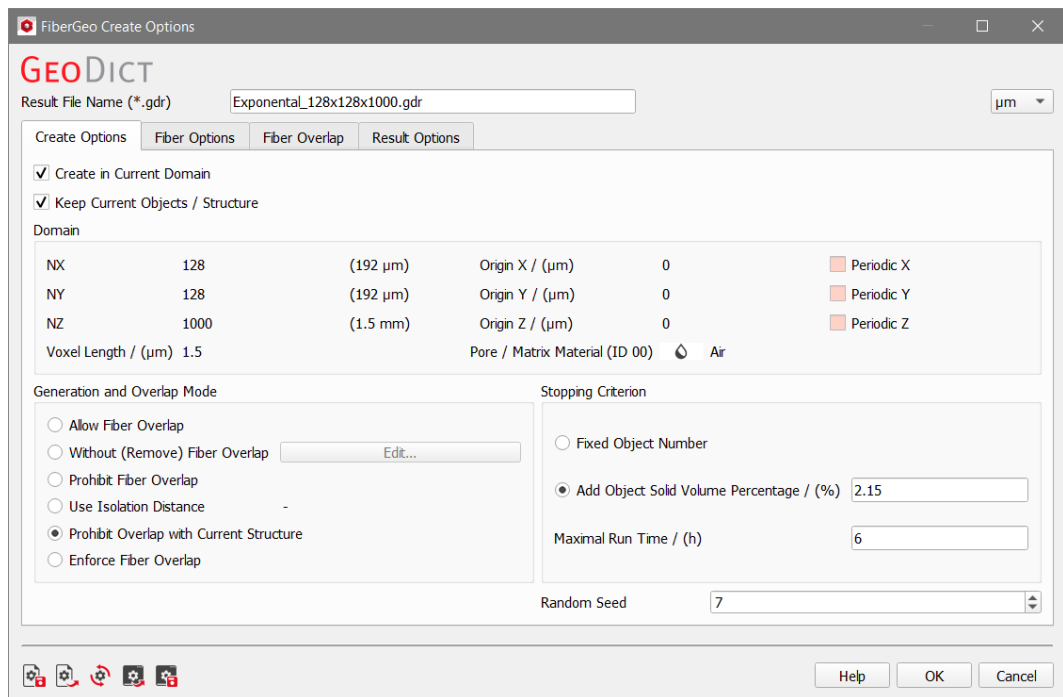 FiberGeo Create Options
GEODICT
Result File Name (*.gdr) Exponental_128x128x1000.gdr µm
Create Options Fiber Options Fiber Overlap Result Options
Create in Current Domain
Keep Current Objects / Structure
Domain
NX 128 (192 µm) Origin X / (µm) 0 Periodic X
NY 128 (192 µm) Origin Y / (µm) 0 Periodic Y
NZ 1000 (1.5 mm) Origin Z / (µm) 0 Periodic Z
Voxel Length / (µm) 1.5 Pore / Matrix Material (ID 00) Air
Generation and Overlap Mode
Allow Fiber Overlap
Without (Remove) Fiber Overlap Edit...
Prohibit Fiber Overlap
Use Isolation Distance -
Prohibit Overlap with Current Structure
Enforce Fiber Overlap
Stopping Criterion
Fixed Object Number
Add Object Solid Volume Percentage / (%) 2.15
Maximal Run Time / (h) 6
Random Seed 7
Help OK Cancel